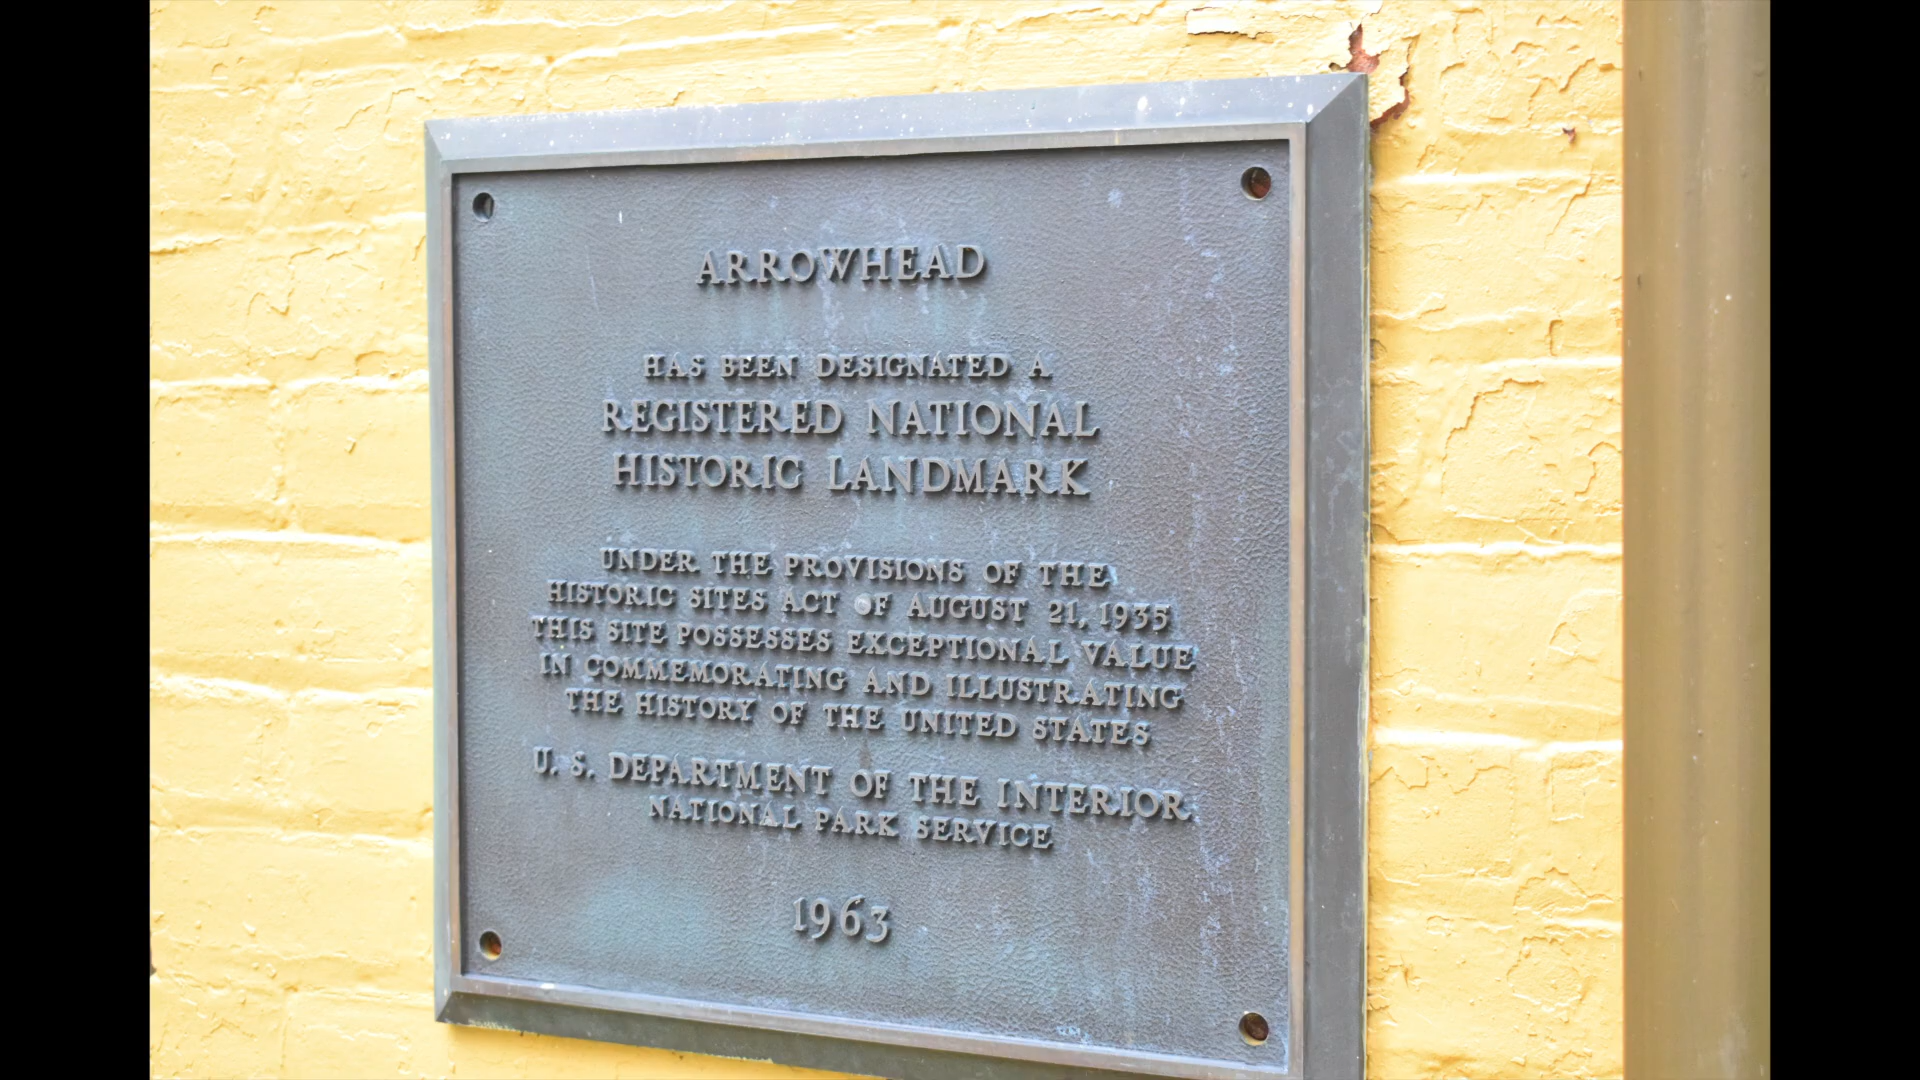 ARROWHEAD
HAS BEEN DESIGNATED A
REGISTERED NATIONAL
HISTORIC LANDMARK
UNDER THE PROVISIONS OF THE
HISTORIC SITES ACT OF AUGUST 21, 1935
THIS SITE POSSESSES EXCEPTIONAL VALUE
IN COMMEMORATING AND ILLUSTRATING
THE HISTORY OF THE UNITED STATES
U. S. DEPARTMENT OF THE INTERIOR
NATIONAL PARK SERVICE
1963